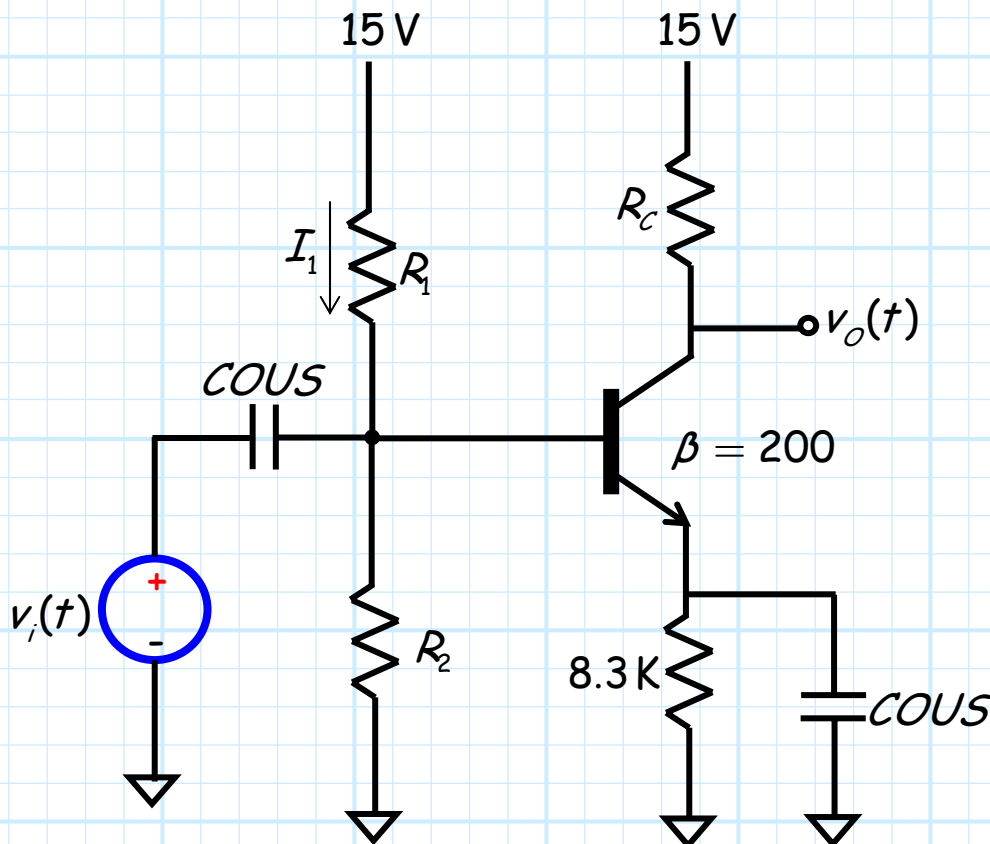 15 V
15 V
R_C
I_1
R_1
v_O(t)
COUS
β = 200
+
v_i(t)
-
R_2
8.3 K
COUS